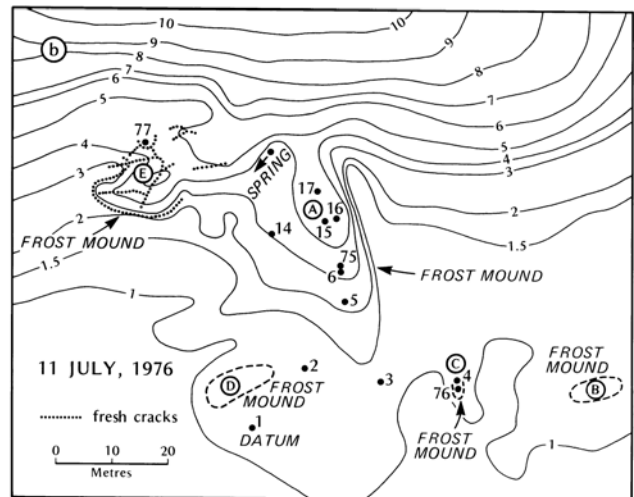 10
10
9
9
b
8
8
7
7
6
6
5
77
5
4
4
3
3
E
SPRING
17
A
16
15
2
2
1.5
14
FROST MOUND
75
6
FROST MOUND
1.5
5
1
11 JULY, 1976
2
D
FROST
MOUND
3
C
4
76
FROST
MOUND
B
FROST
MOUND
1
DATUM
1
fresh cracks
0 10 20
Metres